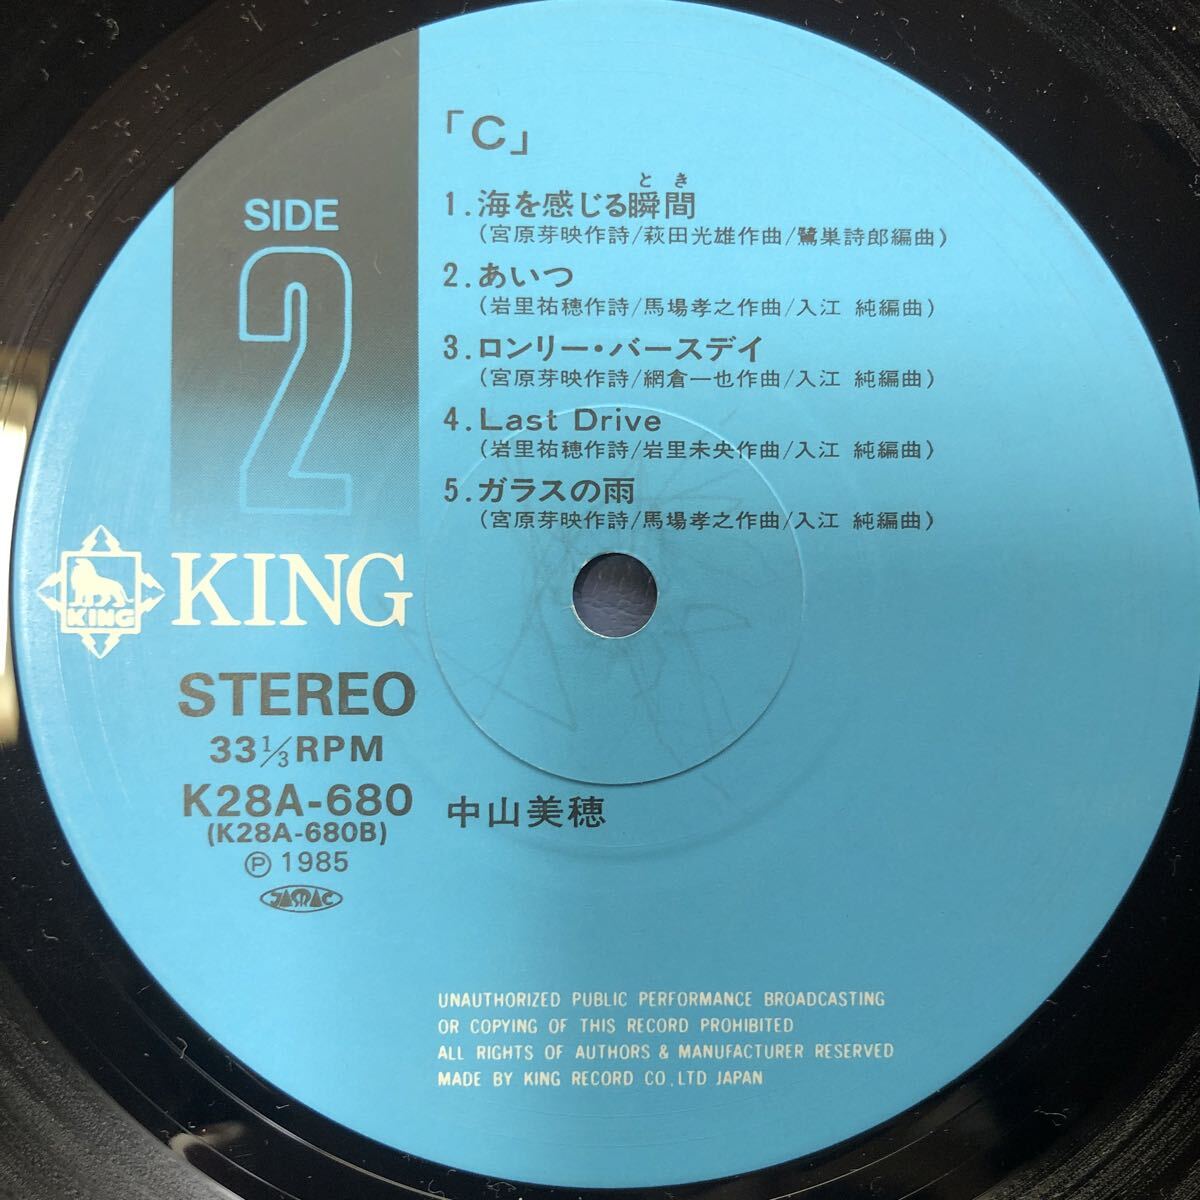 「C」
SIDE
2
とき
1.海を感じる瞬間
(宮原芽映作詩/萩田光雄作曲/鷺巣詩郎編曲)
2.あいつ
(岩里祐穂作詩/馬場孝之作曲/入江 純編曲)
3.ロンリー・バースデイ
(宮原芽映作詩/網倉一也作曲/入江 純編曲)
4.Last Drive
(岩里祐穂作詩/岩里未央作曲/入江 純編曲)
5.ガラスの雨
(宮原芽映作詩/馬場孝之作曲/入江 純編曲)
KING
KING
STEREO
33 1/3 RPM
K28A-680
(K28A-680B)
Ⓟ 1985
JASRAC
中山美穂
UNAUTHORIZED PUBLIC PERFORMANCE BROADCASTING
OR COPYING OF THIS RECORD PROHIBITED
ALL RIGHTS OF AUTHORS & MANUFACTURER RESERVED
MADE BY KING RECORD CO., LTD JAPAN